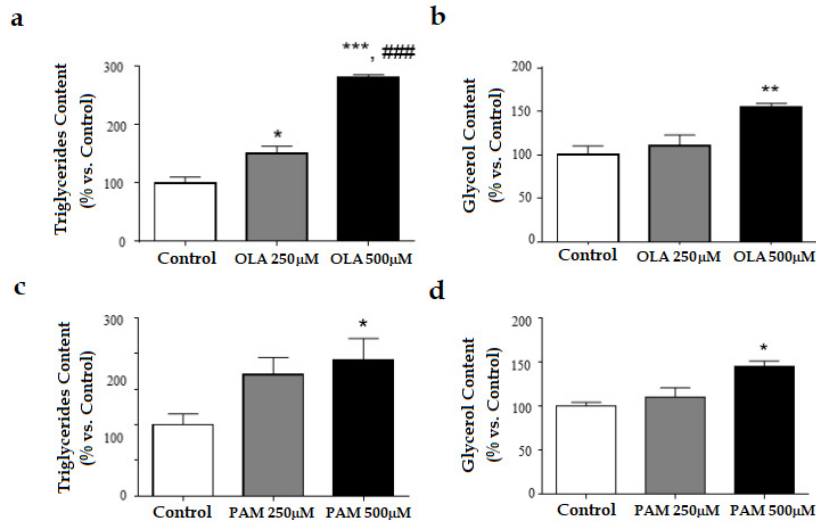 a
Triglycerides Content
(% vs. Control)
300
200
100
0
*
***, ###
Control
OLA 250μM
OLA 500μM
b
Glycerol Content
(% vs. Control)
200
150
100
50
0
**
Control
OLA 250μM
OLA 500μM
c
Triglycerides Content
(% vs. Control)
300
200
100
0
*
Control
PAM 250μM
PAM 500μM
d
Glycerol Content
(% vs. Control)
200
150
100
50
0
*
Control
PAM 250μM
PAM 500μM